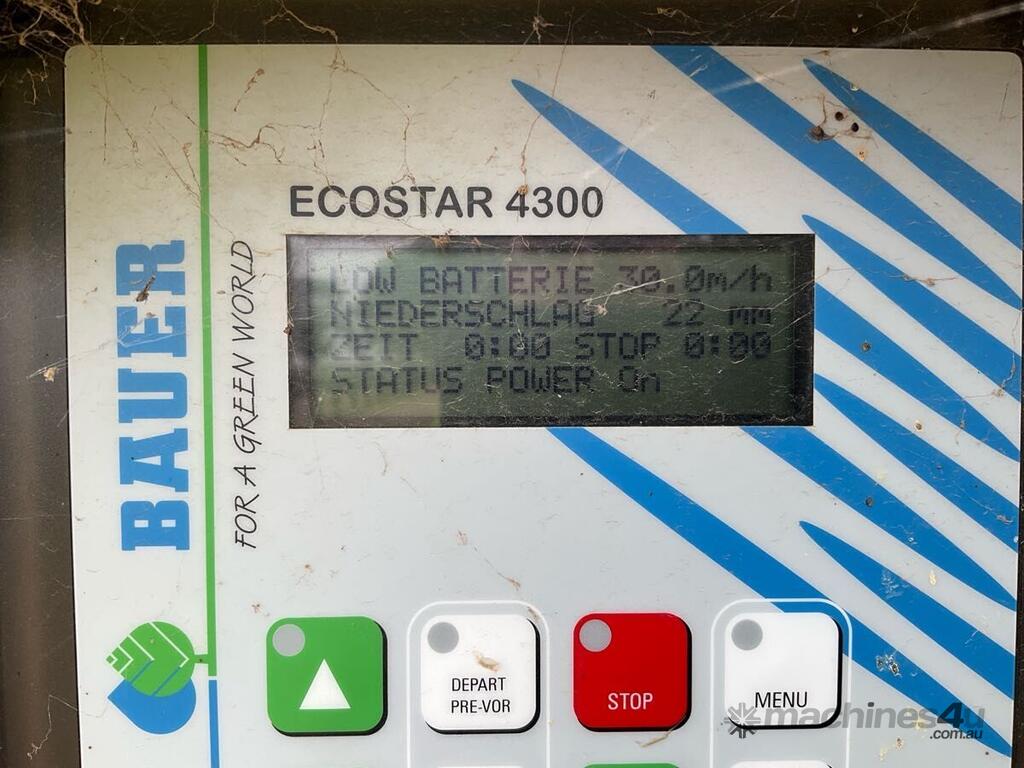 ECOSTAR 4300
LOW BATTERIE 30.0m/h
NIEDERSCHLAG 22 mm
ZEIT 0:00 STOP 0:00
STATUS POWER On
BAUER
FOR A GREEN WORLD
DEPART
PRE-VOR
STOP
MENU
machines4u
.com.au